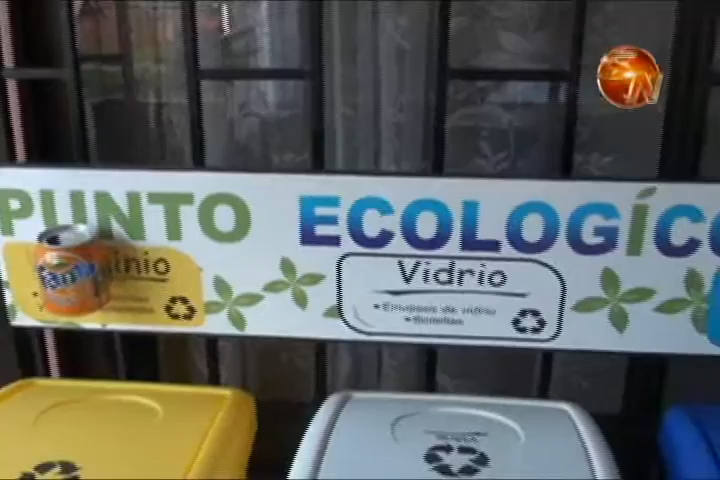 PUNTO ECOLOGÍCO
Fanta
inio
Vidrio
• Envases de vidrio
• Botellas